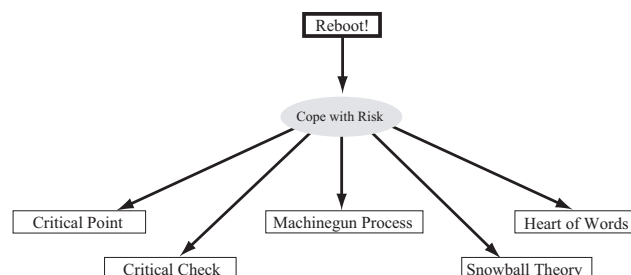 Reboot!
Cope with Risk
Critical Point
Machinegun Process
Heart of Words
Critical Check
Snowball Theory